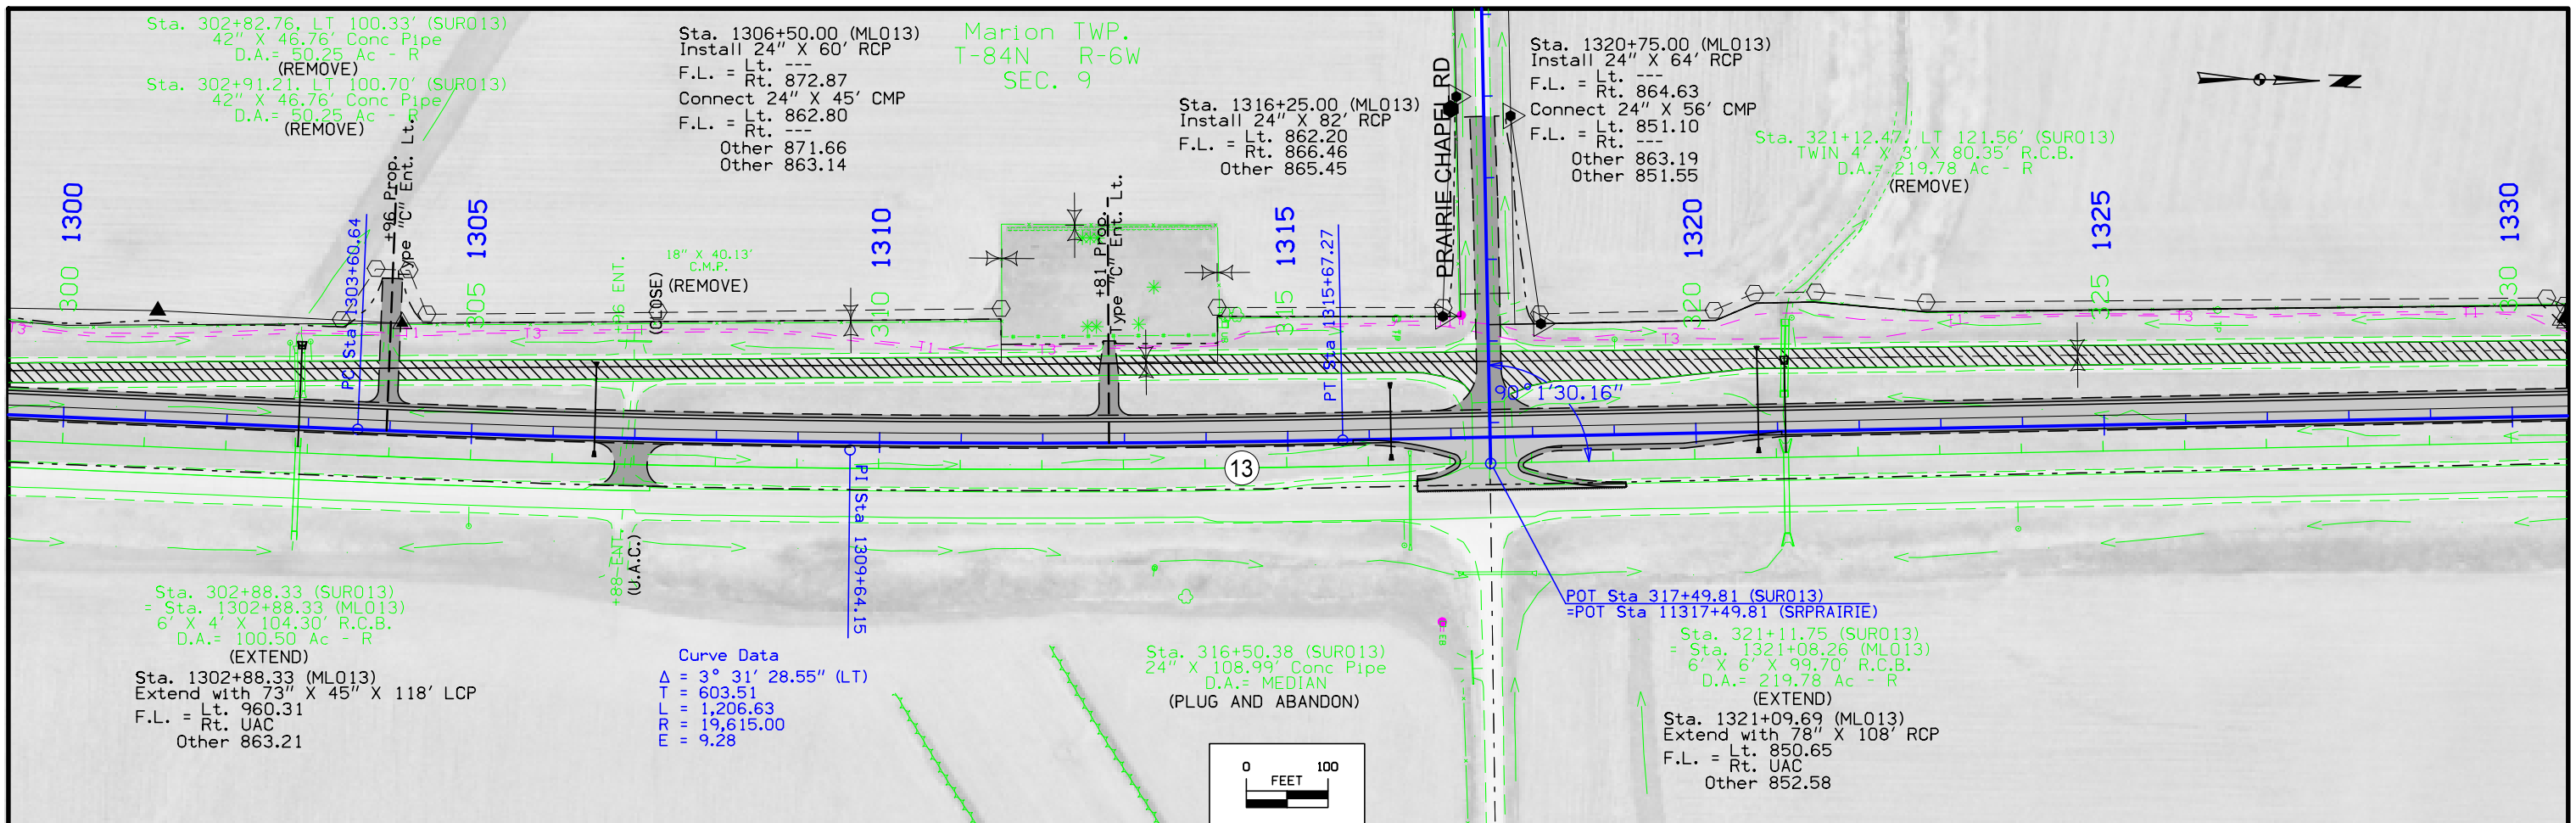 Sta. 302+82.76, LT 100.33' (SUR013)
42" X 46.76' Conc Pipe
D.A.= 50.25 Ac - R
(REMOVE)
Sta. 302+91.21, LT 100.70' (SUR013)
42" X 46.76' Conc Pipe
D.A.= 50.25 Ac - R
(REMOVE)
Sta. 1306+50.00 (ML013)
Install 24" X 60' RCP
F.L. = Lt. ---
Rt. 872.87
Connect 24" X 45' CMP
F.L. = Lt. 862.80
Rt. ---
Other 871.66
Other 863.14
Marion TWP.
T-84N R-6W
SEC. 9
Sta. 1316+25.00 (ML013)
Install 24" X 82' RCP
F.L. = Lt. 862.20
Rt. 866.46
Other 865.45
PRAIRIE CHAPEL RD
Sta. 1320+75.00 (ML013)
Install 24" X 64' RCP
F.L. = Lt. ---
Rt. 864.63
Connect 24" X 56' CMP
F.L. = Lt. 851.10
Rt. ---
Other 863.19
Other 851.55
Sta. 321+12.47, LT 121.56' (SUR013)
TWIN 4' X 3' X 80.35' R.C.B.
D.A.= 219.78 Ac - R
(REMOVE)
N
1300
1305
1310
1315
1320
1325
1330
300
305
310
315
320
325
330
PC Sta 1303+60.64
+96 Prop.
Type "C" Ent. Lt.
+96 ENT.
(CLOSE)
18" X 40.13'
C.M.P.
(REMOVE)
+81 Prop.
Type "C" Ent. Lt.
PT Sta 1315+67.27
T3
T1
T3
T1
T3
T3
T1
T3
T1
90° 1'30.16"
13
PI Sta 1309+64.15
+88 ENT.
(U.A.C.)
POT Sta 317+49.81 (SUR013)
=POT Sta 11317+49.81 (SRPRAIRIE)
Sta. 302+88.33 (SUR013)
= Sta. 1302+88.33 (ML013)
6' X 4' X 104.30' R.C.B.
D.A.= 100.50 Ac - R
(EXTEND)
Sta. 1302+88.33 (ML013)
Extend with 73" X 45" X 118' LCP
F.L. = Lt. 960.31
Rt. UAC
Other 863.21
Curve Data
Δ = 3° 31' 28.55" (LT)
T = 603.51
L = 1,206.63
R = 19,615.00
E = 9.28
Sta. 316+50.38 (SUR013)
24" X 108.99' Conc Pipe
D.A.= MEDIAN
(PLUG AND ABANDON)
Sta. 321+11.75 (SUR013)
= Sta. 1321+08.26 (ML013)
6' X 6' X 99.70' R.C.B.
D.A.= 219.78 Ac - R
(EXTEND)
Sta. 1321+09.69 (ML013)
Extend with 78" X 108' RCP
F.L. = Lt. 850.65
Rt. UAC
Other 852.58
0 100
FEET